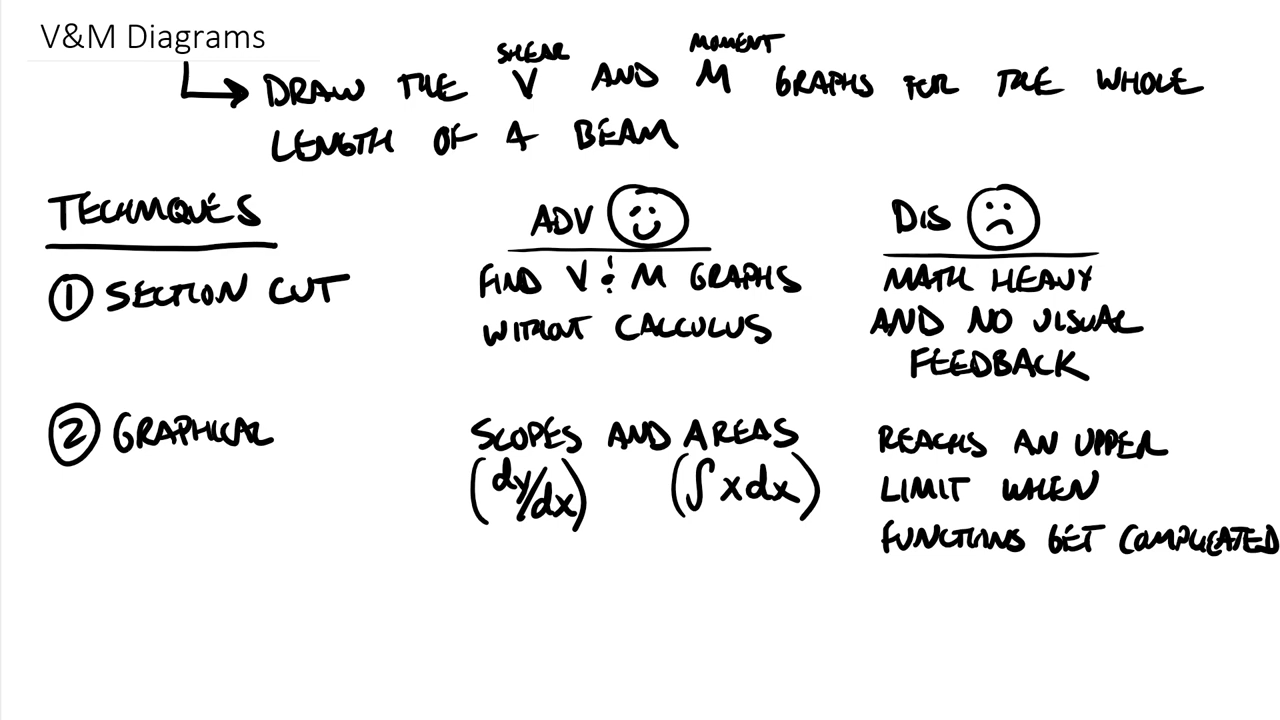 V&M Diagrams
SHEAR MOMENT
DRAW THE V AND M GRAPHS FOR THE WHOLE
LENGTH OF A BEAM
TECHNIQUES ADV DIS
① SECTION CUT FIND V & M GRAPHS MATH HEAVY
WITHOUT CALCULUS AND NO VISUAL
FEEDBACK
② GRAPHICAL SLOPES AND AREAS REACHS AN UPPER
(dy/dx) (∫xdx) LIMIT WHEN
FUNCTIONS GET COMPLICATED